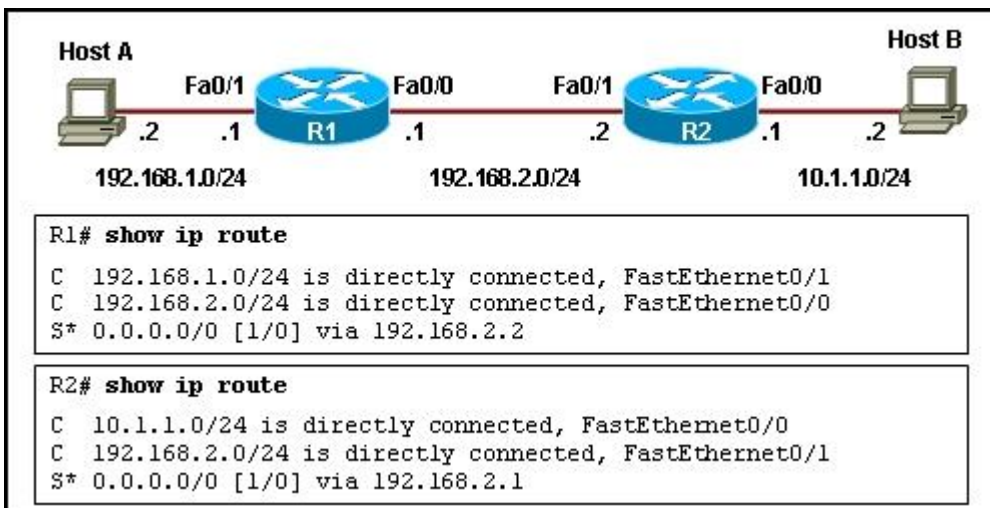 Host A
Host B
Fa0/1
Fa0/0
Fa0/1
Fa0/0
.2
.1
R1
.1
.2
R2
.1
.2
192.168.1.0/24
192.168.2.0/24
10.1.1.0/24
R1# show ip route
C 192.168.1.0/24 is directly connected, FastEthernet0/1
C 192.168.2.0/24 is directly connected, FastEthernet0/0
S* 0.0.0.0/0 [1/0] via 192.168.2.2
R2# show ip route
C 10.1.1.0/24 is directly connected, FastEthernet0/0
C 192.168.2.0/24 is directly connected, FastEthernet0/1
S* 0.0.0.0/0 [1/0] via 192.168.2.1